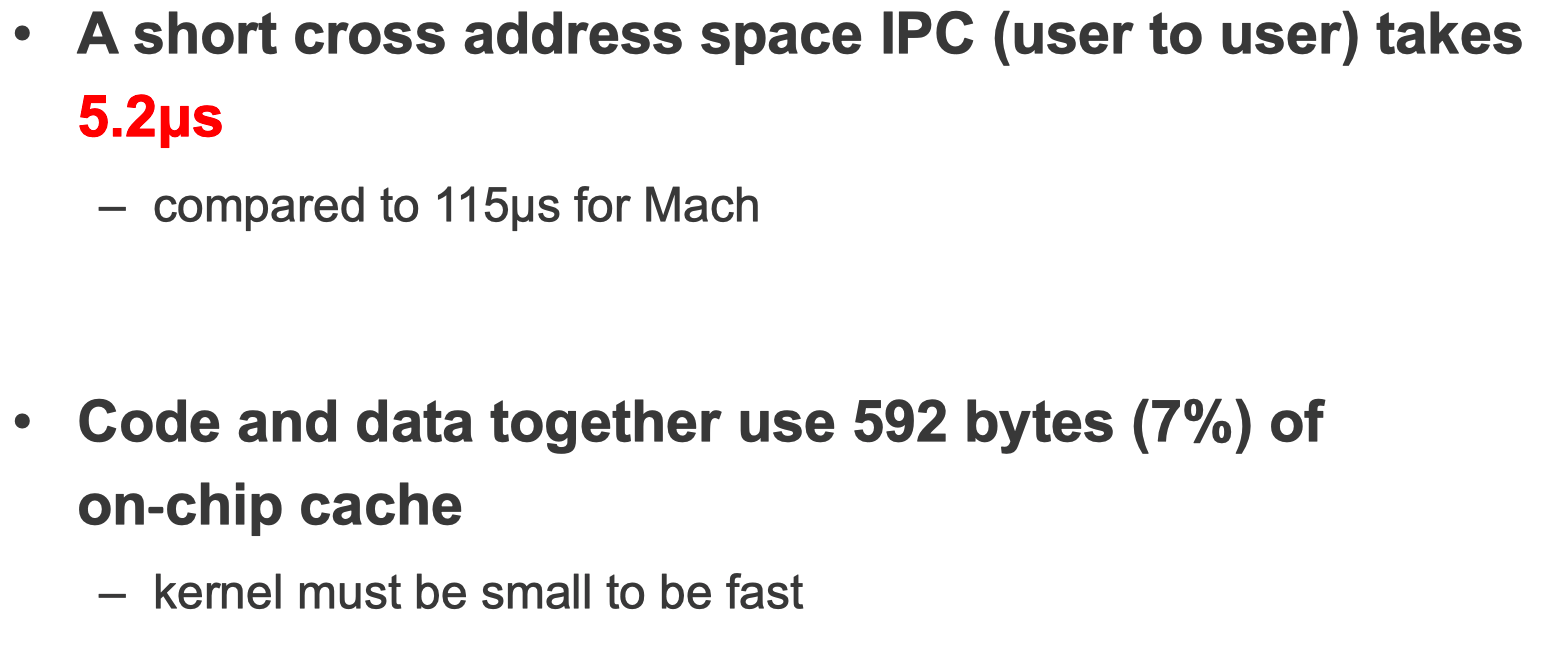 • A short cross address space IPC (user to user) takes
5.2µs
– compared to 115µs for Mach
• Code and data together use 592 bytes (7%) of
on-chip cache
– kernel must be small to be fast